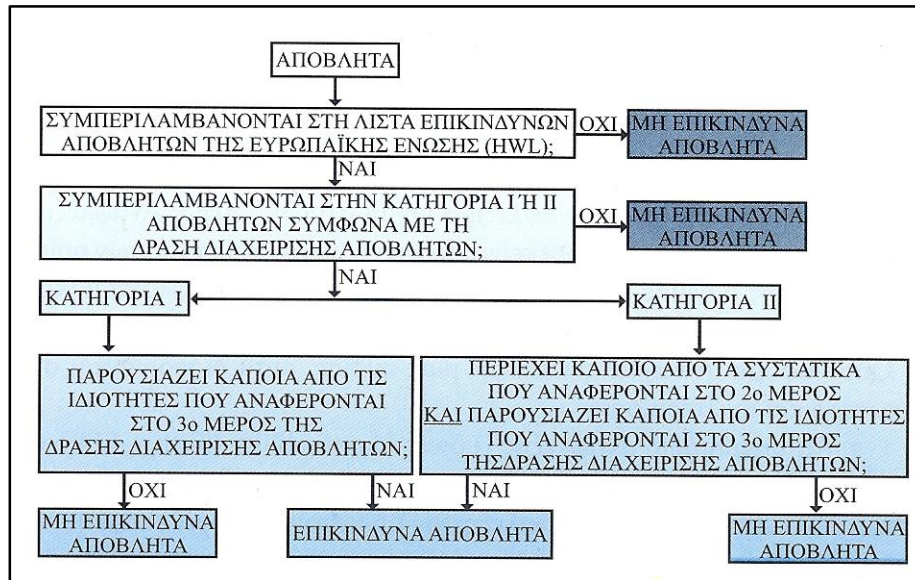 ΑΠΟΒΛΗΤΑ
ΣΥΜΠΕΡΙΛΑΜΒΑΝΟΝΤΑΙ ΣΤΗ ΛΙΣΤΑ ΕΠΙΚΙΝΔΥΝΩΝ
ΑΠΟΒΛΗΤΩΝ ΤΗΣ ΕΥΡΩΠΑΪΚΗΣ ΕΝΩΣΗΣ (HWL);
ΟΧΙ
ΜΗ ΕΠΙΚΙΝΔΥΝΑ
ΑΠΟΒΛΗΤΑ
ΝΑΙ
ΣΥΜΠΕΡΙΛΑΜΒΑΝΟΝΤΑΙ ΣΤΗΝ ΚΑΤΗΓΟΡΙΑ Ι Ή ΙΙ
ΑΠΟΒΛΗΤΩΝ ΣΥΜΦΩΝΑ ΜΕ ΤΗ
ΔΡΑΣΗ ΔΙΑΧΕΙΡΙΣΗΣ ΑΠΟΒΛΗΤΩΝ;
ΟΧΙ
ΜΗ ΕΠΙΚΙΝΔΥΝΑ
ΑΠΟΒΛΗΤΑ
ΝΑΙ
ΚΑΤΗΓΟΡΙΑ Ι
ΚΑΤΗΓΟΡΙΑ ΙΙ
ΠΑΡΟΥΣΙΑΖΕΙ ΚΑΠΟΙΑ ΑΠΟ ΤΙΣ
ΙΔΙΟΤΗΤΕΣ ΠΟΥ ΑΝΑΦΕΡΟΝΤΑΙ
ΣΤΟ 3ο ΜΕΡΟΣ ΤΗΣ
ΔΡΑΣΗΣ ΔΙΑΧΕΙΡΙΣΗΣ ΑΠΟΒΛΗΤΩΝ;
ΠΕΡΙΕΧΕΙ ΚΑΠΟΙΟ ΑΠΟ ΤΑ ΣΥΣΤΑΤΙΚΑ
ΠΟΥ ΑΝΑΦΕΡΟΝΤΑΙ ΣΤΟ 2ο ΜΕΡΟΣ
ΚΑΙ ΠΑΡΟΥΣΙΑΖΕΙ ΚΑΠΟΙΑ ΑΠΟ ΤΙΣ ΙΔΙΟΤΗΤΕΣ
ΠΟΥ ΑΝΑΦΕΡΟΝΤΑΙ ΣΤΟ 3ο ΜΕΡΟΣ
ΤΗΣΔΡΑΣΗΣ ΔΙΑΧΕΙΡΙΣΗΣ ΑΠΟΒΛΗΤΩΝ;
ΟΧΙ
ΝΑΙ
ΝΑΙ
ΟΧΙ
ΜΗ ΕΠΙΚΙΝΔΥΝΑ
ΑΠΟΒΛΗΤΑ
ΕΠΙΚΙΝΔΥΝΑ ΑΠΟΒΛΗΤΑ
ΜΗ ΕΠΙΚΙΝΔΥΝΑ
ΑΠΟΒΛΗΤΑ